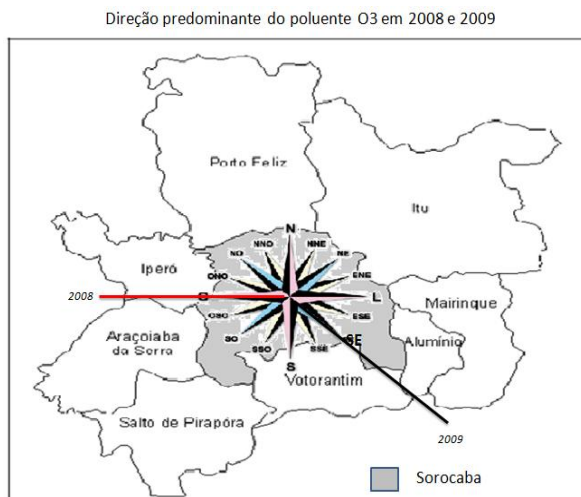 Direção predominante do poluente O3 em 2008 e 2009
Porto Feliz
Itu
N
NNO
NNE
NO
NE
Iperó
ONO
ENE
2008
O
L
Mairinque
OSO
ESE
Araçoiaba
da Serra
Alumínio
SO
SE
SSO
SSE
S
Votorantim
Salto de Pirapóra
2009
Sorocaba